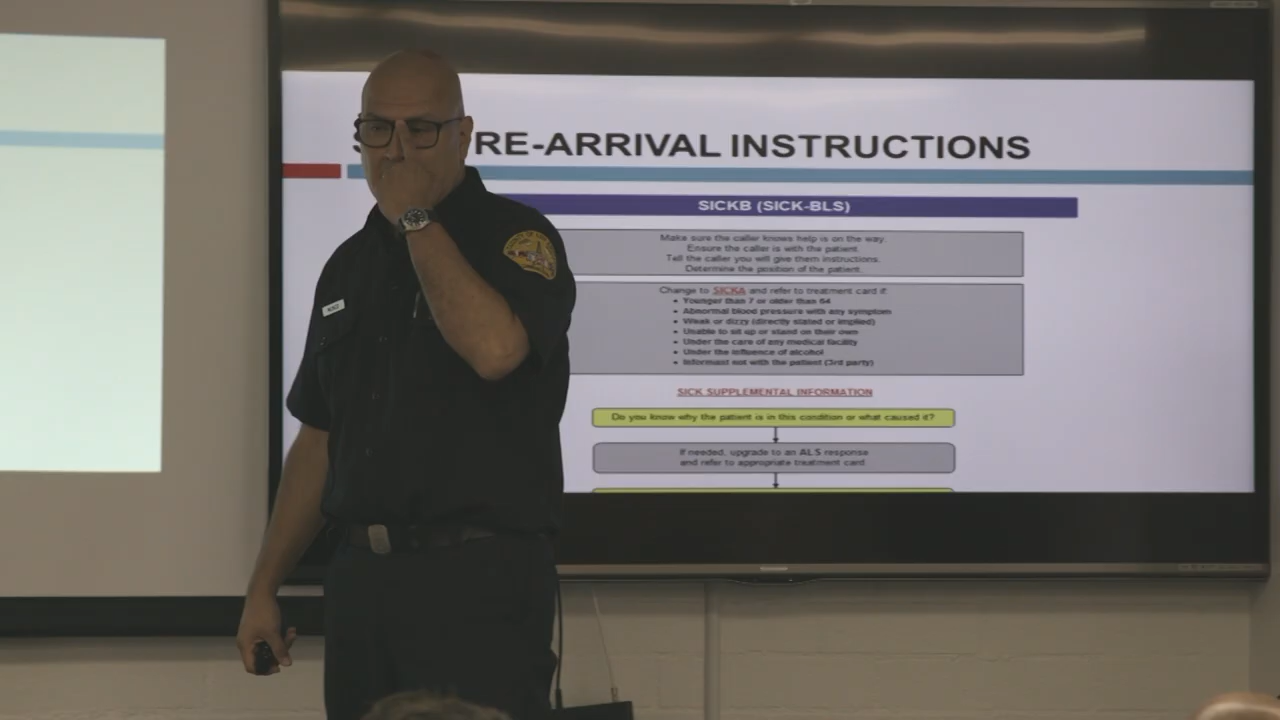 RE-ARRIVAL INSTRUCTIONS
SICKB (SICK-BLS)
Make sure the caller knows help is on the way.
Ensure the caller is with the patient.
Tell the caller you will give them instructions.
Determine the position of the patient.
Change to SICKA and refer to treatment card if:
• Younger than 7 or older than 64
• Abnormal blood pressure with any symptom
• Weak or dizzy (directly stated or implied)
• Unable to sit up or stand on their own
• Under the care of any medical facility
• Under the influence of alcohol
• Informant not with the patient (3rd party)
SICK SUPPLEMENTAL INFORMATION
Do you know why the patient is in this condition or what caused it?
If needed, upgrade to an ALS response
and refer to appropriate treatment card